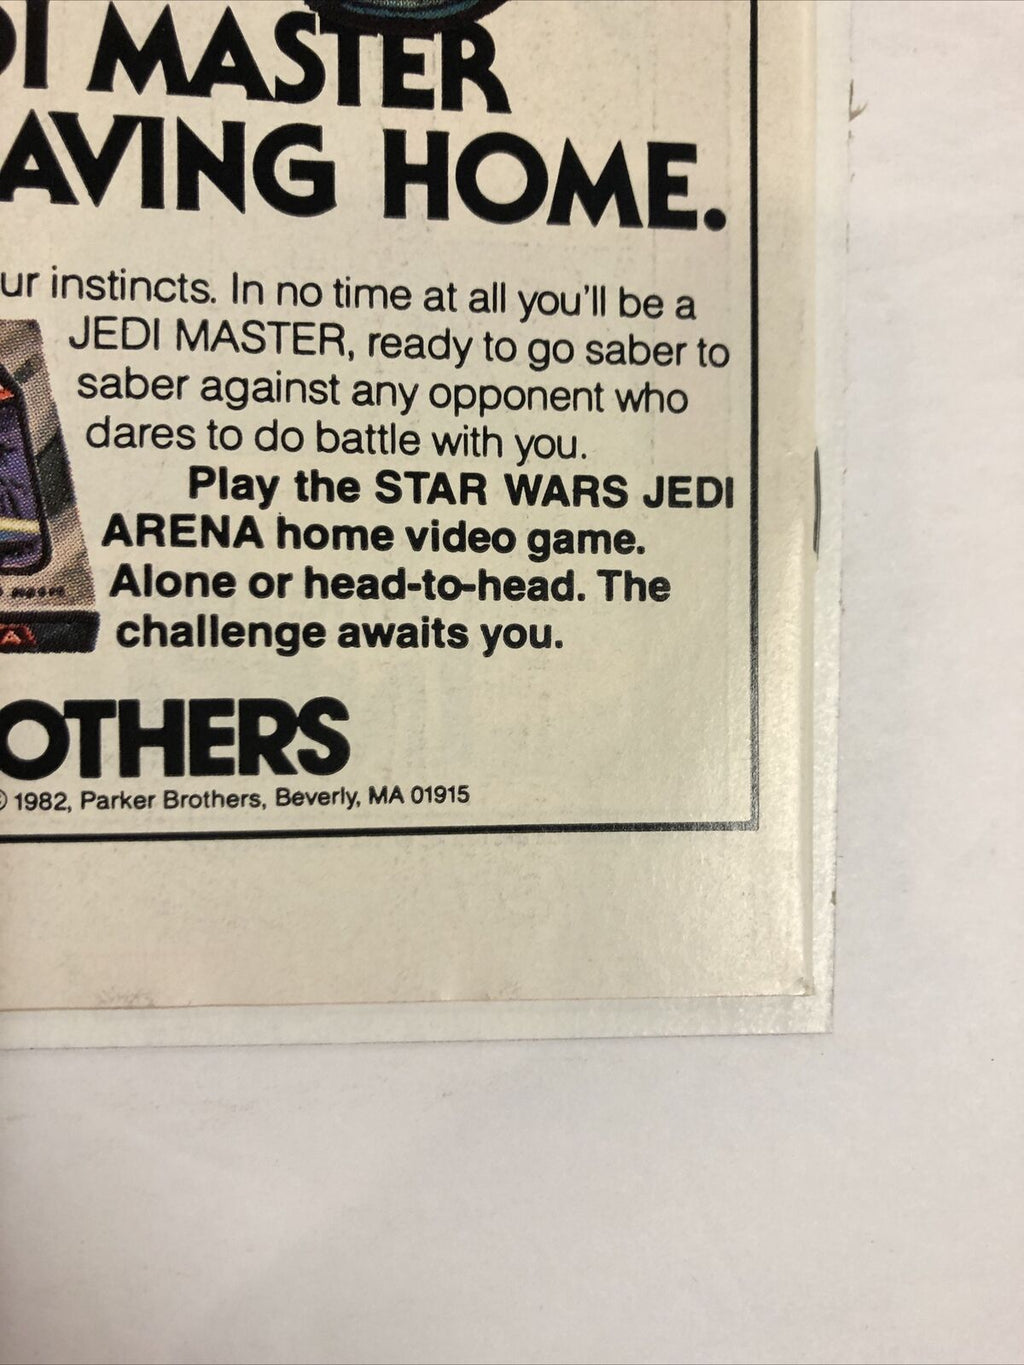 DI MASTER
AVING HOME.
ur instincts. In no time at all you'll be a
JEDI MASTER, ready to go saber to
saber against any opponent who
dares to do battle with you.
Play the STAR WARS JEDI
ARENA home video game.
Alone or head-to-head. The
challenge awaits you.
OTHERS
© 1982, Parker Brothers, Beverly, MA 01915